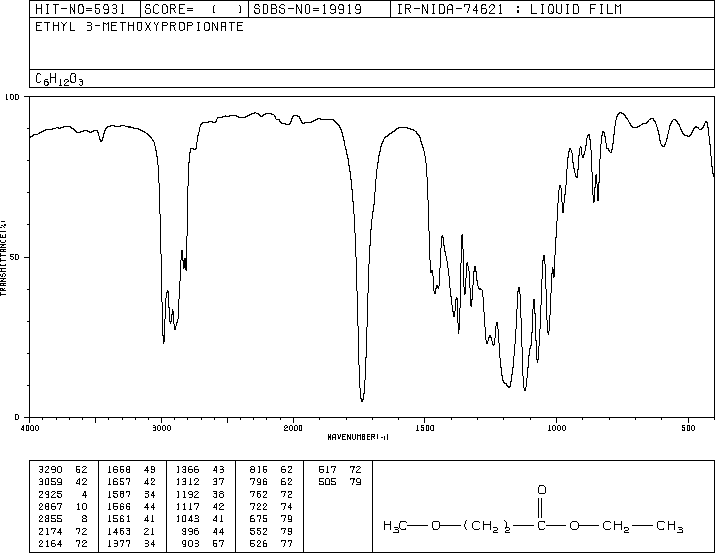 HIT-NO=5931 SCORE= ( ) SDBS-NO=19919 IR-NIDA-74621 : LIQUID FILM
ETHYL 3-METHOXYPROPIONATE
C6H12O3
100
50
0
TRANSMITTANCE(%)
4000 3000 2000 1500 1000 500
WAVENUMBER(-1)
3290 62 1668 49 1366 43 816 62 617 72
3059 42 1657 42 1312 37 796 62 505 79
2925 4 1587 34 1192 38 762 72
2867 10 1566 44 1117 42 722 74
2855 8 1561 41 1043 41 675 79
2174 72 1463 21 996 44 552 79
2164 72 1377 34 903 67 526 77
O
H3C—O—(CH2)2—C—O—CH2—CH3